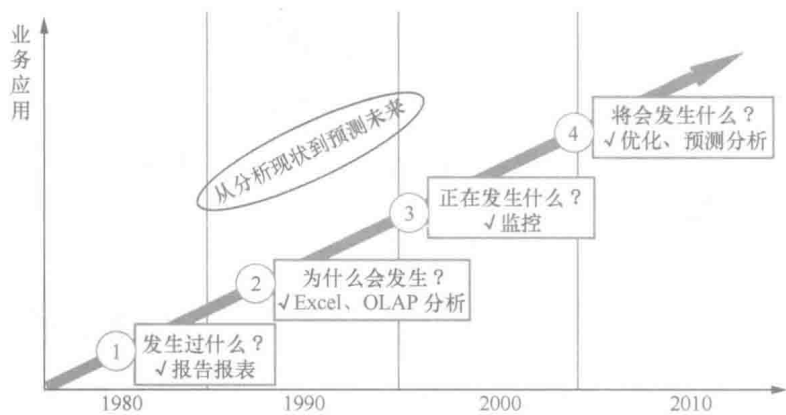 业务应用
从分析现状到预测未来
4
将会发生什么？
√优化、预测分析
3
正在发生什么？
√监控
2
为什么会发生？
√Excel、OLAP 分析
1
发生过什么？
√报告报表
1980
1990
2000
2010